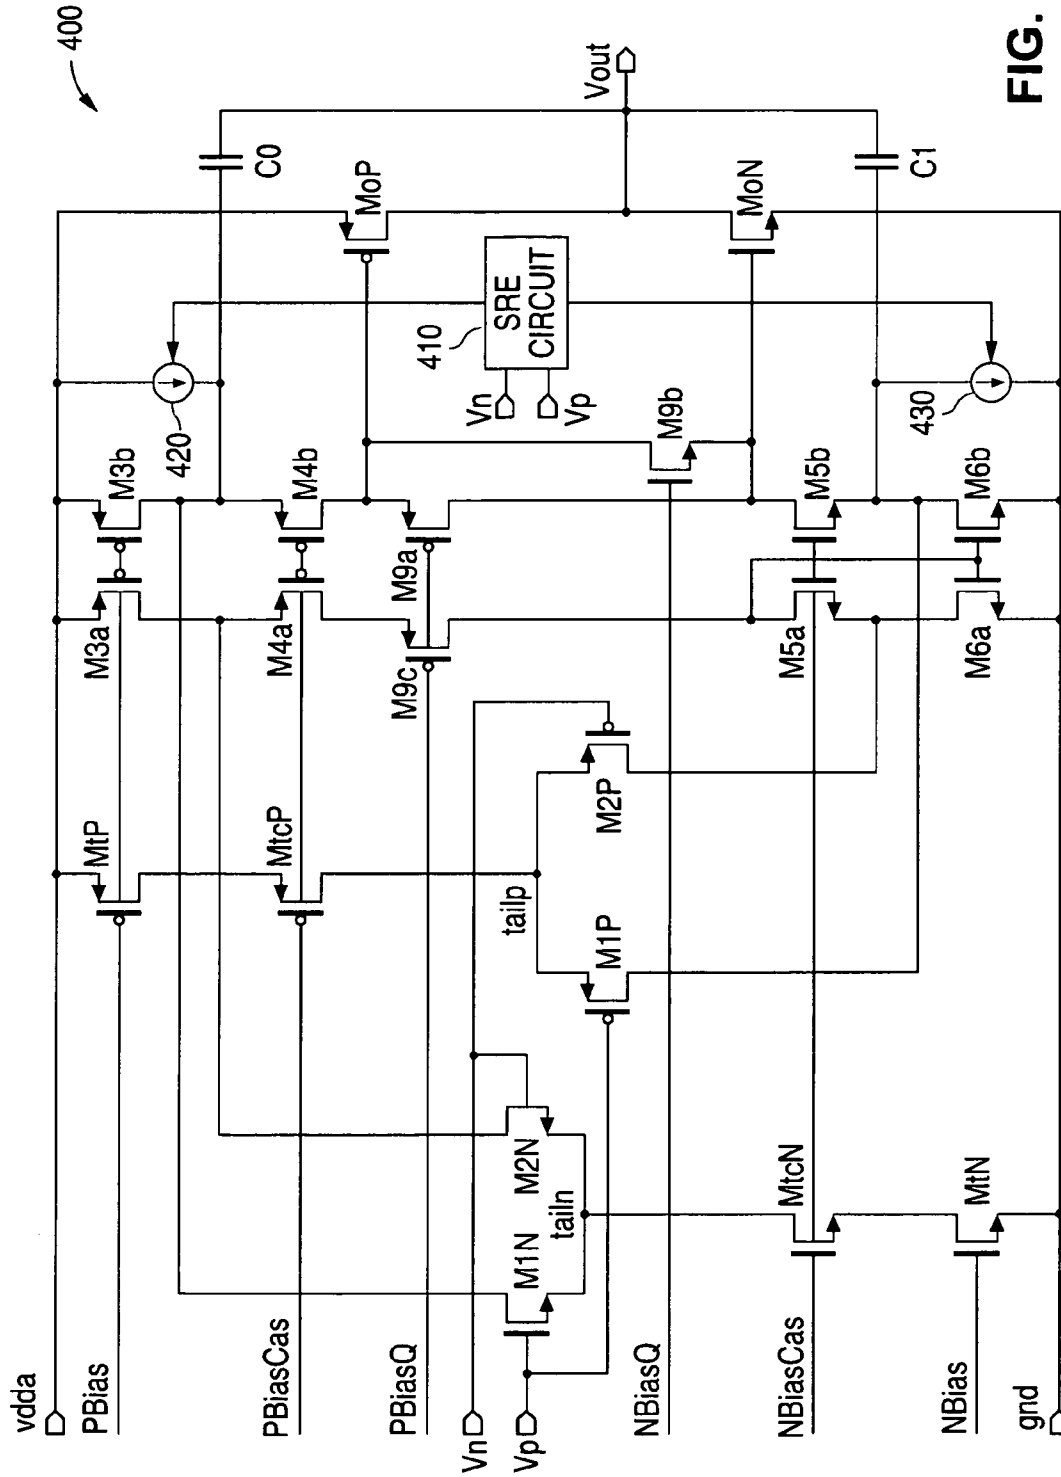 400
vdda
PBias
PBiasCas
PBiasQ
Vn
Vp
NBiasQ
NBiasCas
NBias
gnd
MtP
MtcP
tailp
M1P
M2P
M1N
M2N
tailn
MtcN
MtN
M3a
M3b
M4a
M4b
M9c
M9a
M9b
M5a
M5b
M6a
M6b
420
430
410
SRE
CIRCUIT
Vn
Vp
MoP
MoN
C0
C1
Vout
FIG.